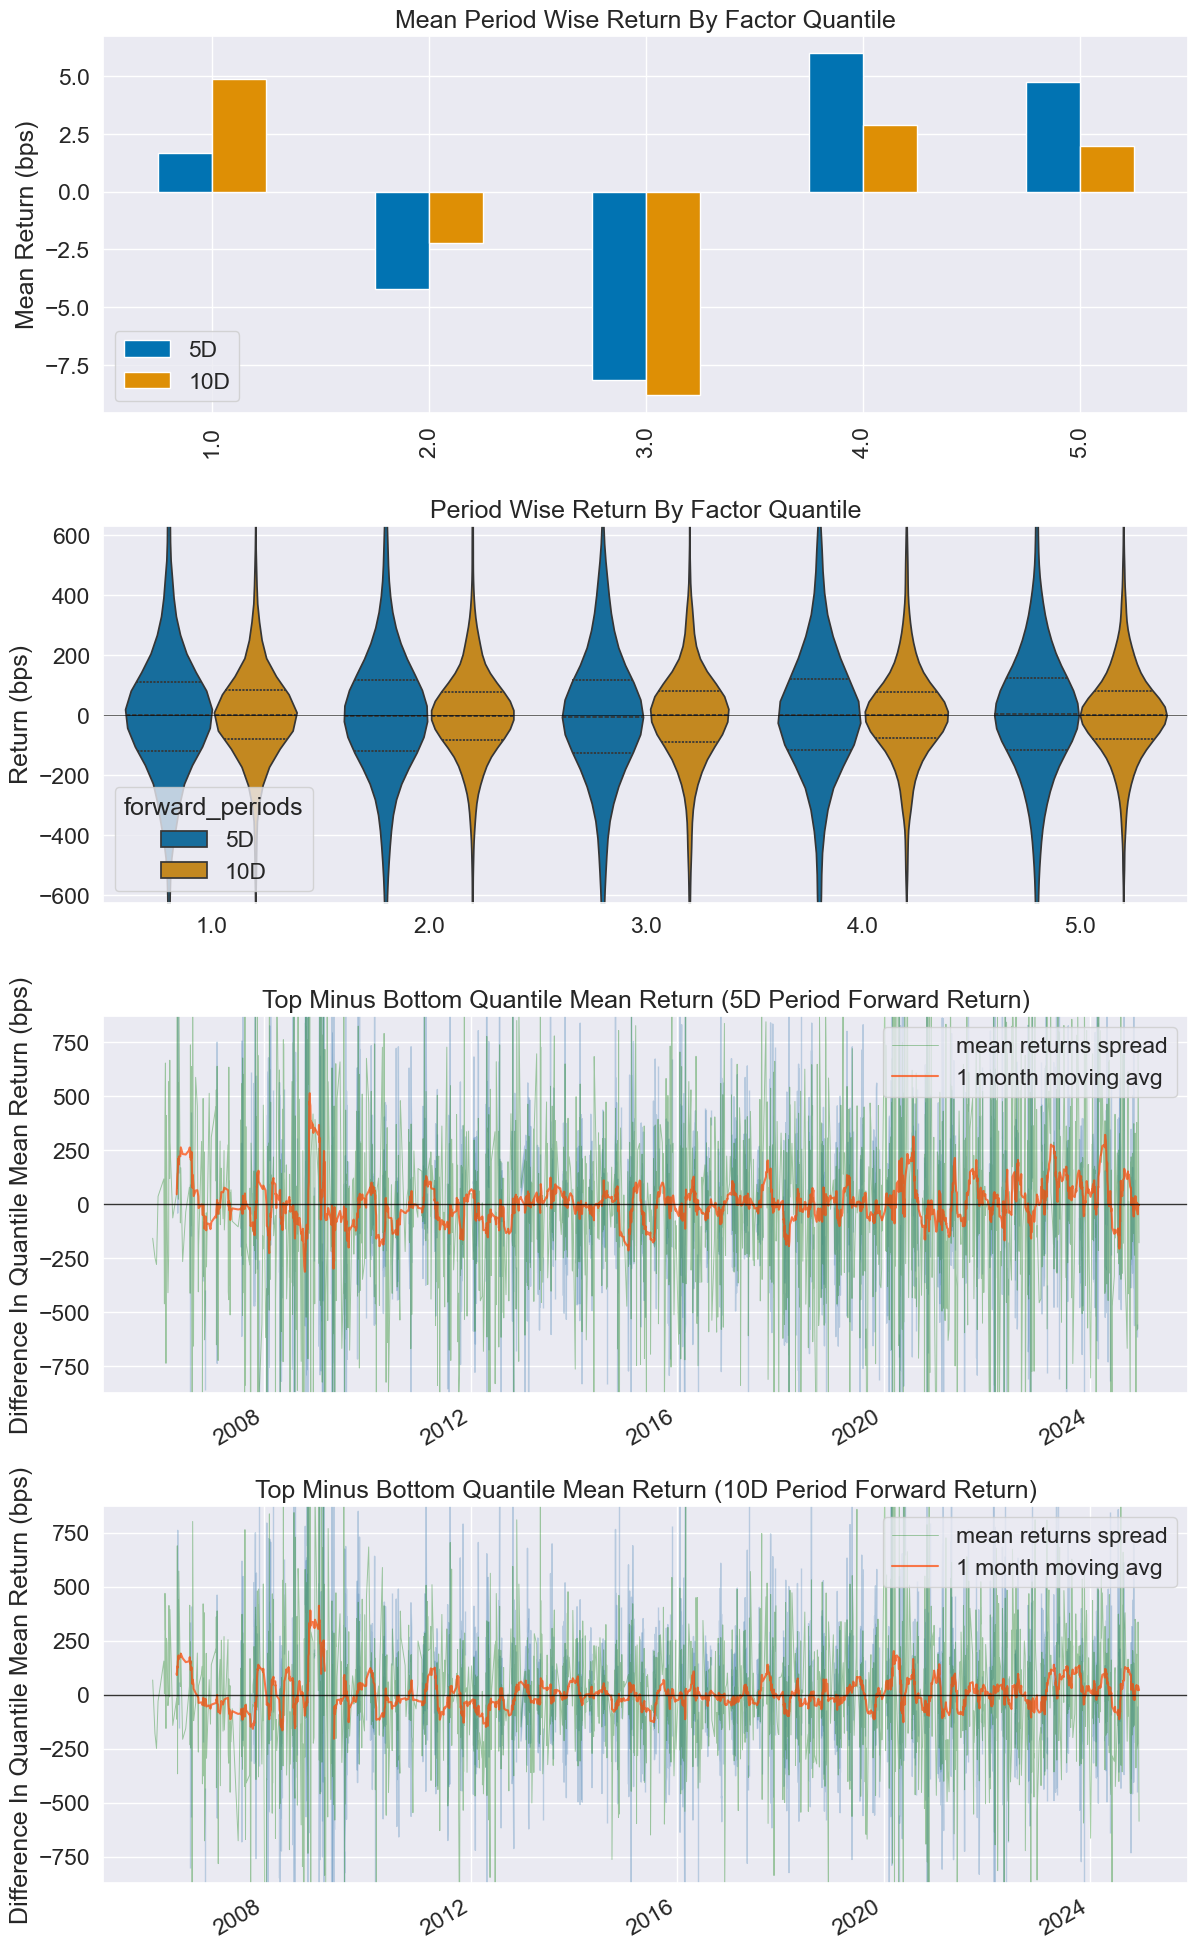 Mean Period Wise Return By Factor Quantile
Mean Return (bps)
5.0
2.5
0.0
−2.5
−5.0
−7.5
5D
10D
1.0
2.0
3.0
4.0
5.0
Period Wise Return By Factor Quantile
Return (bps)
600
400
200
0
−200
−400
−600
forward_periods
5D
10D
1.0 2.0 3.0 4.0 5.0
Top Minus Bottom Quantile Mean Return (5D Period Forward Return)
Difference In Quantile Mean Return (bps)
750
500
250
0
−250
−500
−750
mean returns spread
1 month moving avg
2008 2012 2016 2020 2024
Top Minus Bottom Quantile Mean Return (10D Period Forward Return)
Difference In Quantile Mean Return (bps)
750
500
250
0
−250
−500
−750
mean returns spread
1 month moving avg
2008 2012 2016 2020 2024